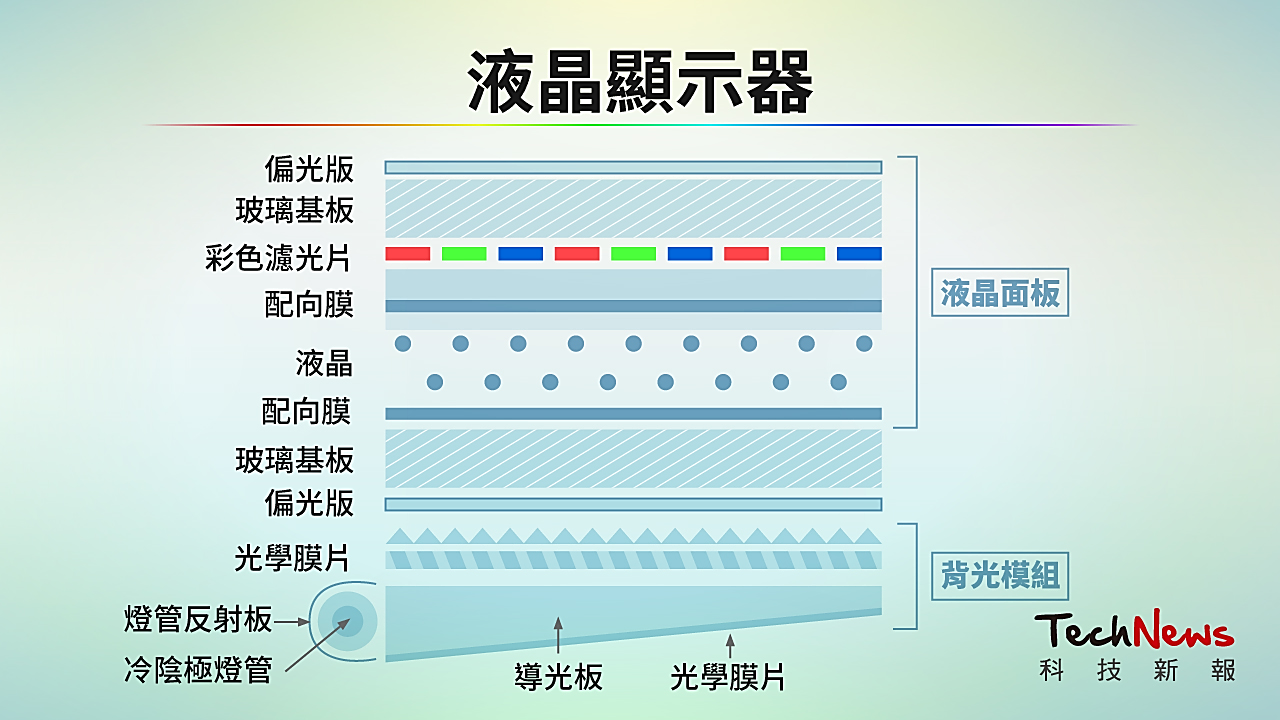 液晶顯示器
偏光版
玻璃基板
彩色濾光片
配向膜
液晶
配向膜
玻璃基板
偏光版
光學膜片
燈管反射板
冷陰極燈管
導光板
光學膜片
液晶面板
背光模組
TechNews
科技新報